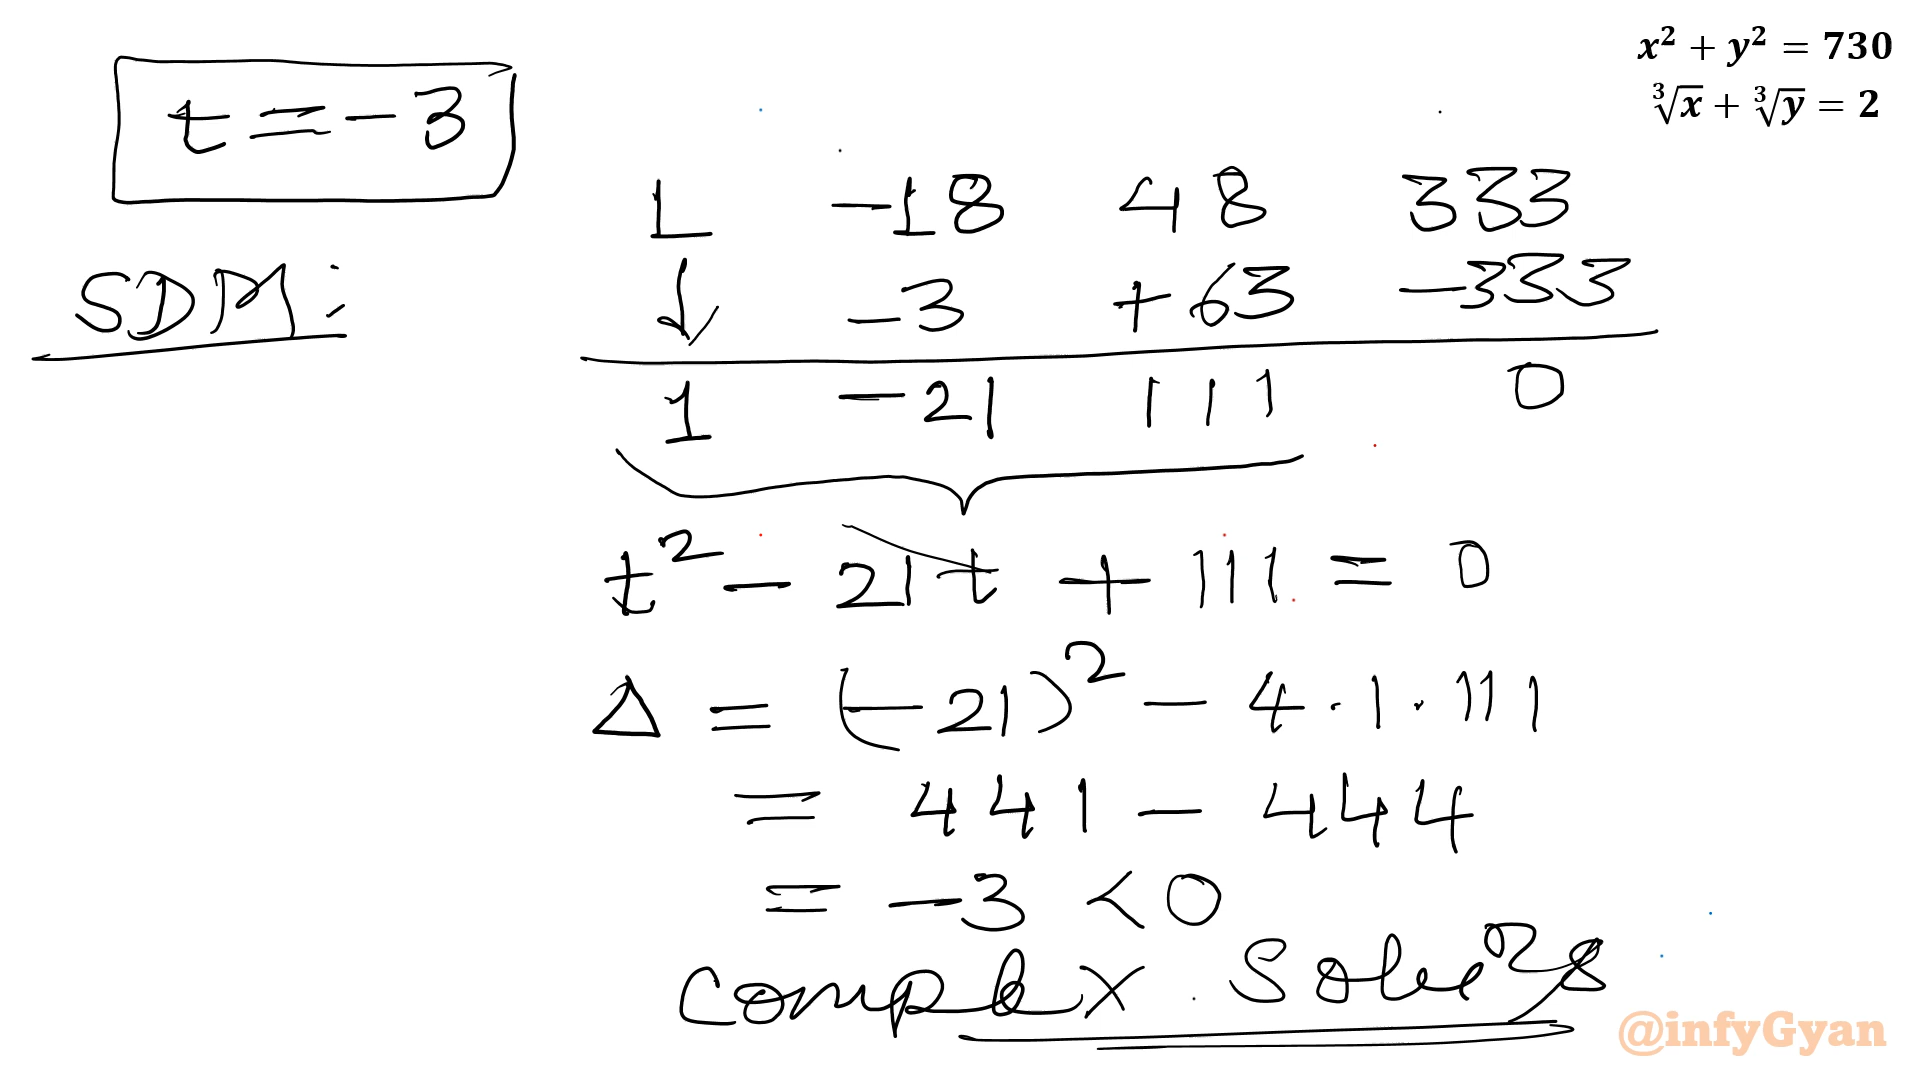 x² + y² = 730
∛x + ∛y = 2
t = -3
SDM :
1 -18 48 333
↓ -3 +63 -333
1 -21 111 0
t² - 21t + 111 = 0
Δ = (-21)² - 4 · 1 · 111
= 441 - 444
= -3 < 0
Complex Soluⁿs
@infyGyan